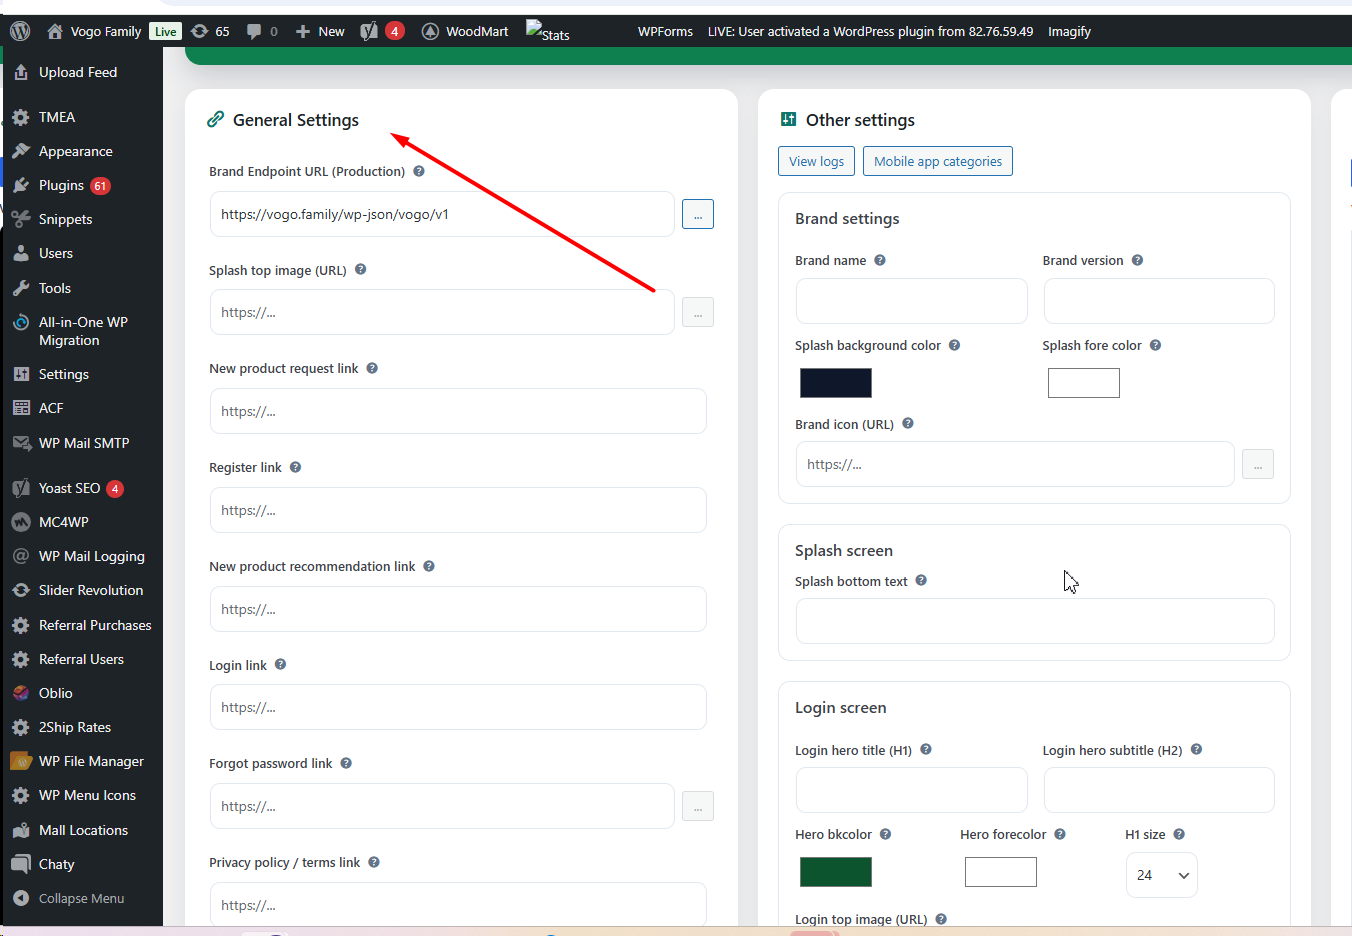 Vogo Family Live 65 0 New 4 WoodMart Stats WPForms LIVE: User activated a WordPress plugin from 82.76.59.49 Imagify
Upload Feed
TMEA
Appearance
Plugins 61
Snippets
Users
Tools
All-in-One WP
Migration
Settings
ACF
WP Mail SMTP
Yoast SEO 4
MC4WP
WP Mail Logging
Slider Revolution
Referral Purchases
Referral Users
Oblio
2Ship Rates
WP File Manager
WP Menu Icons
Mall Locations
Chaty
Collapse Menu
General Settings
Brand Endpoint URL (Production) ?
https://vogo.family/wp-json/vogo/v1 ...
Splash top image (URL) ?
https://... ...
New product request link ?
https://...
Register link ?
https://...
New product recommendation link ?
https://...
Login link ?
https://...
Forgot password link ?
https://... ...
Privacy policy / terms link ?
https://...
Other settings
View logs Mobile app categories
Brand settings
Brand name ? Brand version ?
Splash background color ? Splash fore color ?
Brand icon (URL) ?
https://... ...
Splash screen
Splash bottom text ?
Login screen
Login hero title (H1) ? Login hero subtitle (H2) ?
Hero bkcolor ? Hero forecolor ? H1 size ?
24
Login top image (URL) ?